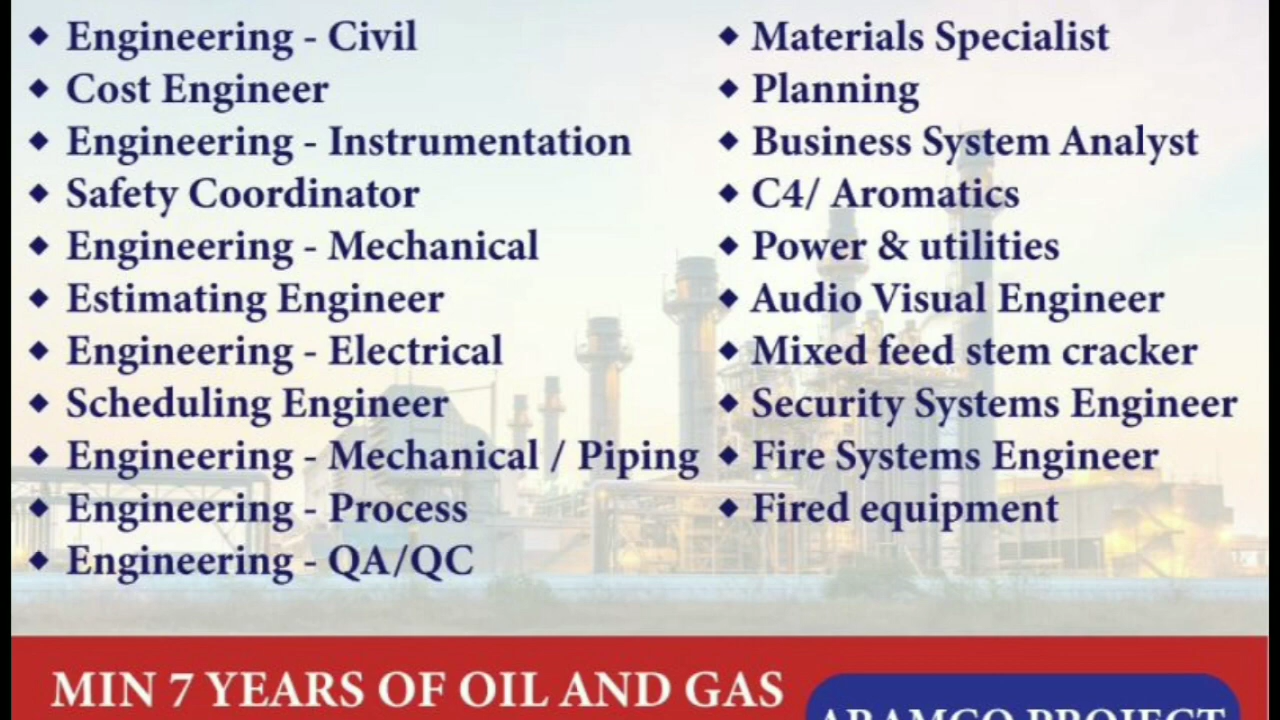 ◆ Engineering - Civil
◆ Cost Engineer
◆ Engineering - Instrumentation
◆ Safety Coordinator
◆ Engineering - Mechanical
◆ Estimating Engineer
◆ Engineering - Electrical
◆ Scheduling Engineer
◆ Engineering - Mechanical / Piping
◆ Engineering - Process
◆ Engineering - QA/QC
◆ Materials Specialist
◆ Planning
◆ Business System Analyst
◆ C4/ Aromatics
◆ Power & utilities
◆ Audio Visual Engineer
◆ Mixed feed stem cracker
◆ Security Systems Engineer
◆ Fire Systems Engineer
◆ Fired equipment
MIN 7 YEARS OF OIL AND GAS
ARAMCO PROJECT